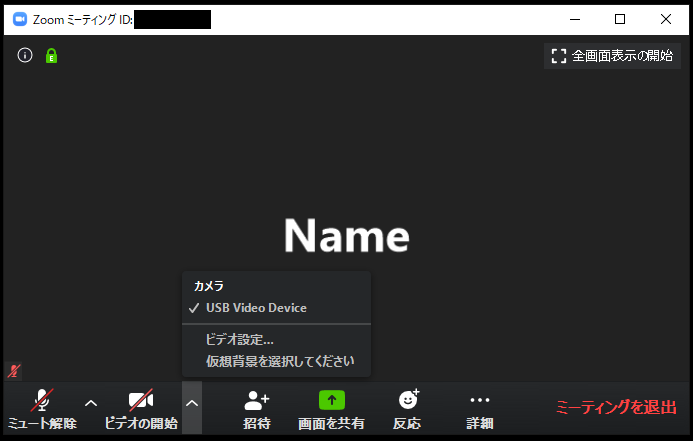 Zoom ミーティング ID:
全画面表示の開始
E
Name
カメラ
USB Video Device
ビデオ設定...
仮想背景を選択してください
ミュート解除
ビデオの開始
招待
画面を共有
反応
詳細
ミーティングを退出